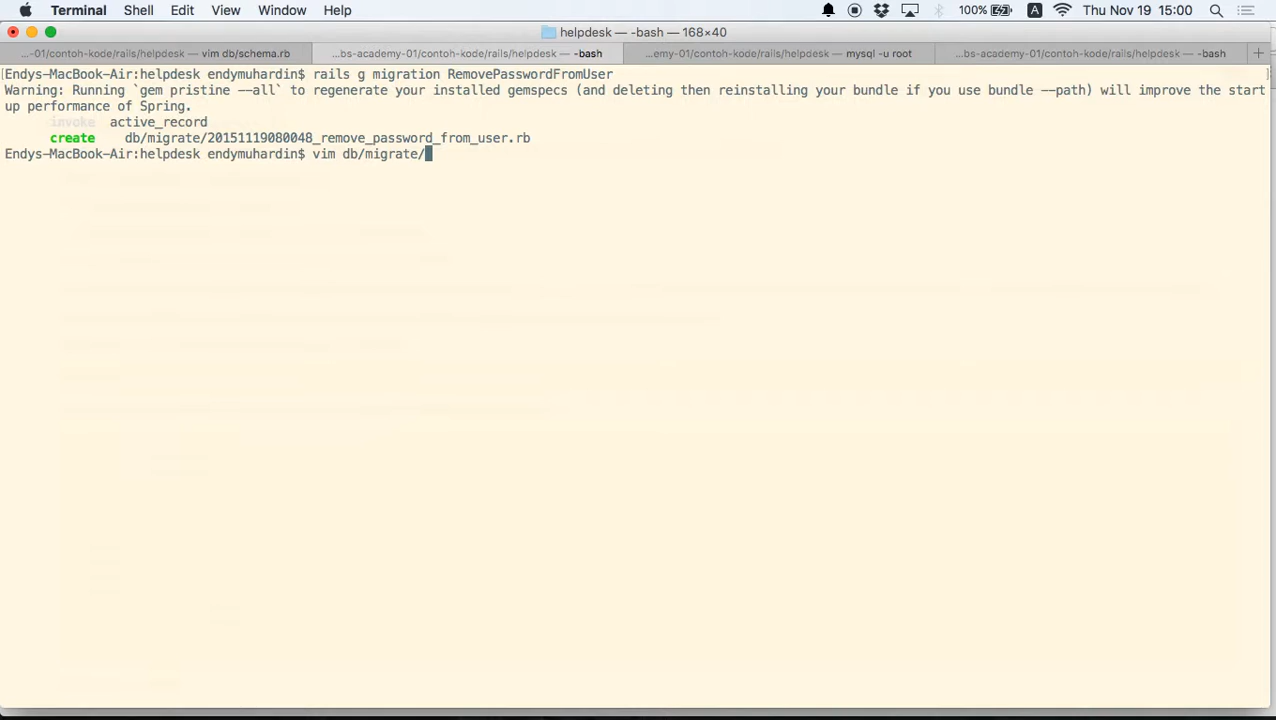 Terminal Shell Edit View Window Help 100% A Thu Nov 19 15:00
helpdesk — -bash — 168×40
...-01/contoh-kode/rails/helpdesk — vim db/schema.rb ...bs-academy-01/contoh-kode/rails/helpdesk — -bash ...emy-01/contoh-kode/rails/helpdesk — mysql -u root ...bs-academy-01/contoh-kode/rails/helpdesk — -bash +
[Endys-MacBook-Air:helpdesk endymuhardin$ rails g migration RemovePasswordFromUser ]
Warning: Running `gem pristine --all` to regenerate your installed gemspecs (and deleting then reinstalling your bundle if you use bundle --path) will improve the start
up performance of Spring.
invoke active_record
create db/migrate/20151119080048_remove_password_from_user.rb
Endys-MacBook-Air:helpdesk endymuhardin$ vim db/migrate/